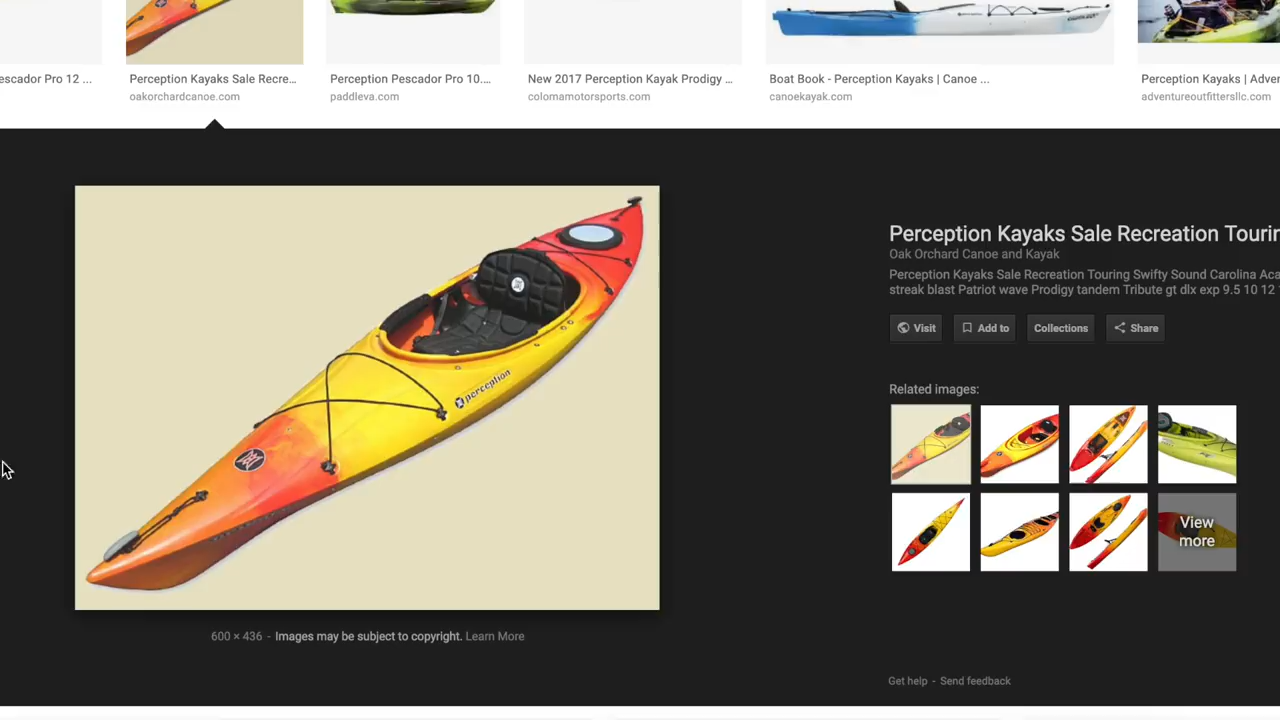 escador Pro 12 ...
Perception Kayaks Sale Recre...
Perception Pescador Pro 10....
New 2017 Perception Kayak Prodigy ...
Boat Book - Perception Kayaks | Canoe ...
Perception Kayaks | Adver
oakorchardcanoe.com
paddleva.com
colomamotorsports.com
canoekayak.com
adventureoutfittersllc.com
perception
Perception Kayaks Sale Recreation Tourin
Oak Orchard Canoe and Kayak
Perception Kayaks Sale Recreation Touring Swifty Sound Carolina Aca
streak blast Patriot wave Prodigy tandem Tribute gt dlx exp 9.5 10 12
Visit
Add to
Collections
Share
Related images:
View
more
600 × 436 - Images may be subject to copyright. Learn More
Get help - Send feedback